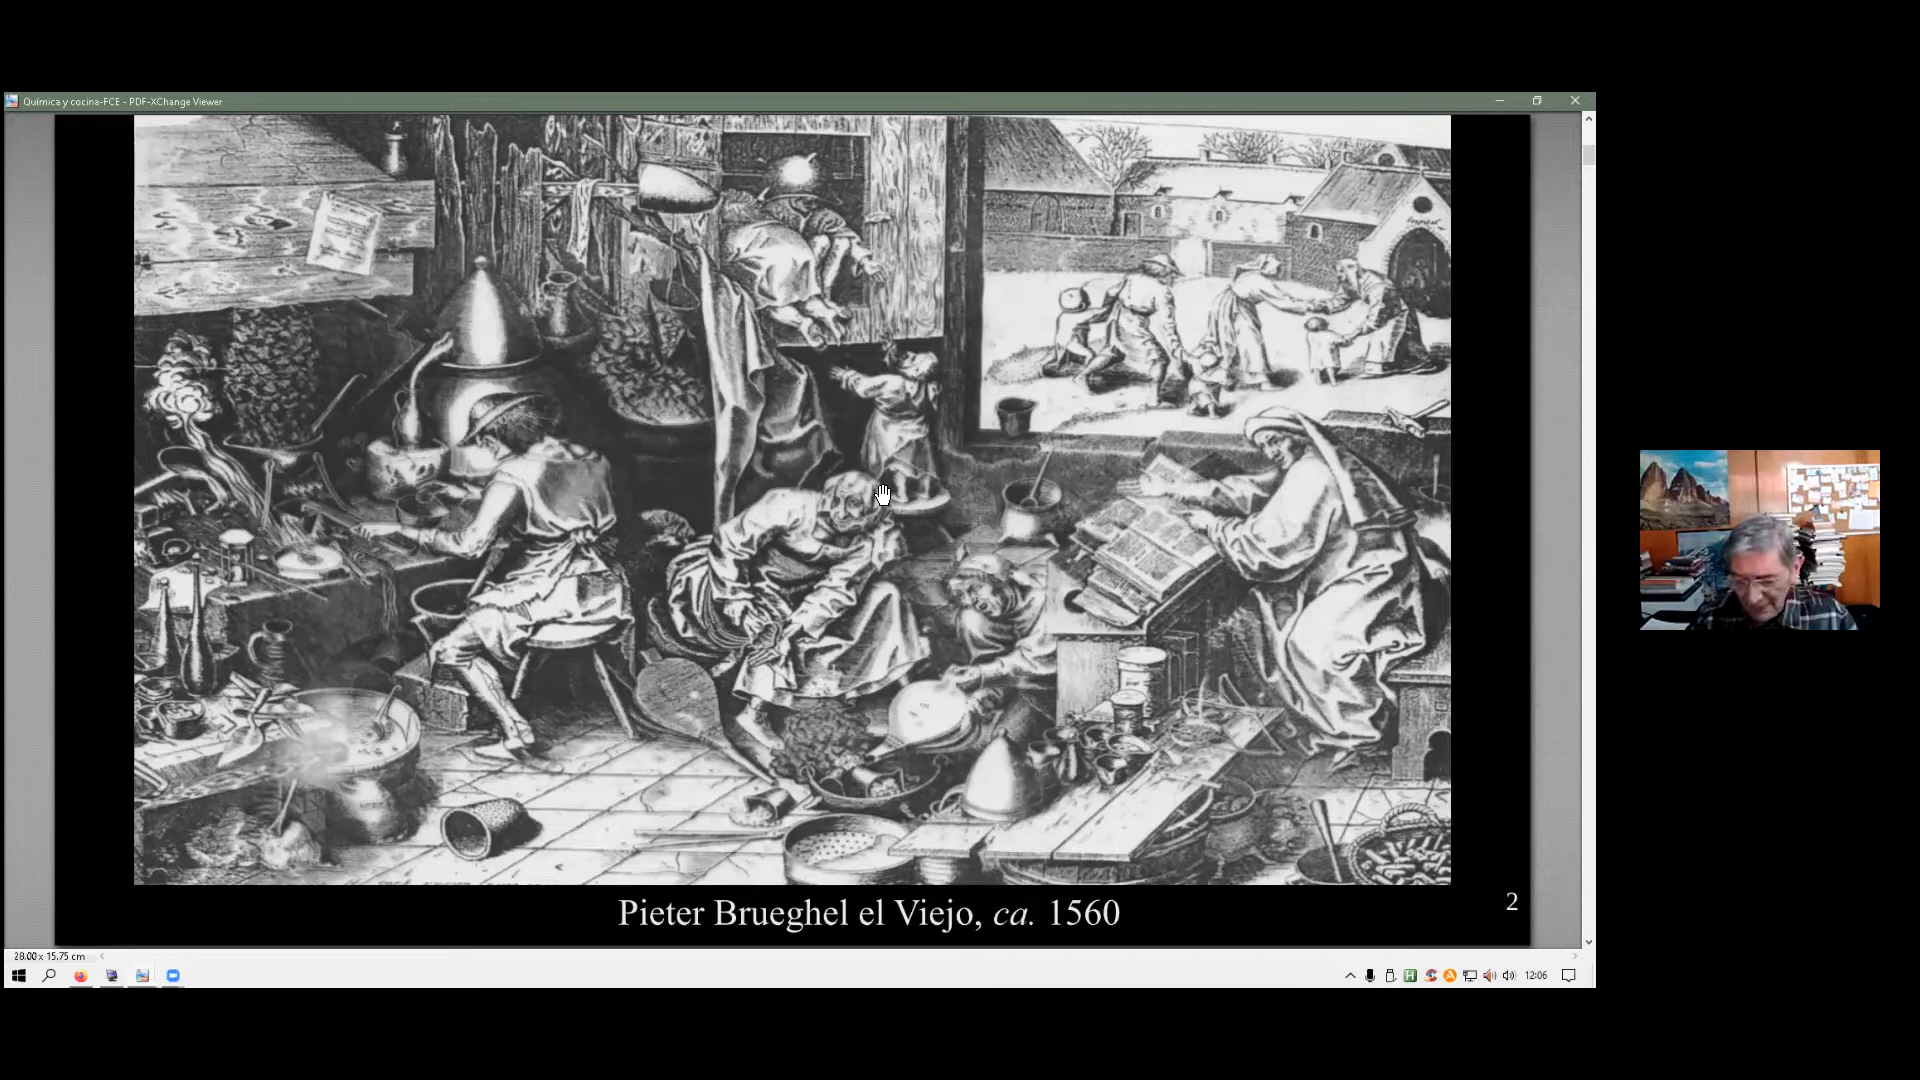 Química y cocina-FCE - PDF-XChange Viewer
Pieter Brueghel el Viejo, ca. 1560
2
28.00 x 15.75 cm
12:06